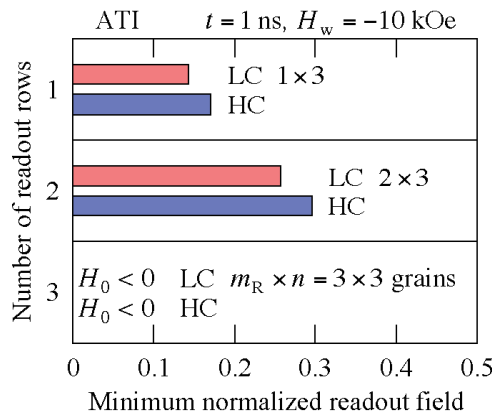 ATI t = 1 ns, H_w = −10 kOe
Number of readout rows
1
LC 1 × 3
HC
2
LC 2 × 3
HC
3
H_0 < 0 LC m_R × n = 3 × 3 grains
H_0 < 0 HC
0 0.1 0.2 0.3 0.4 0.5
Minimum normalized readout field